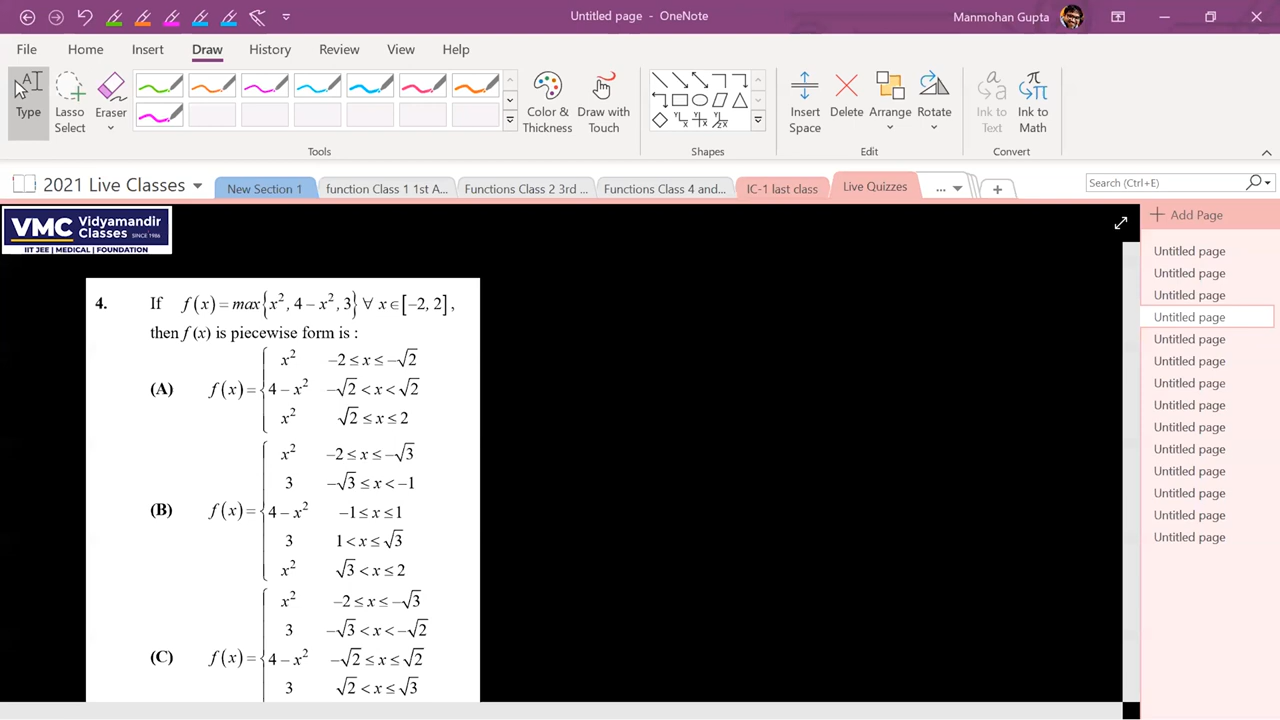 Untitled page - OneNote
Manmohan Gupta
File Home Insert Draw History Review View Help
Type
Lasso Select
Eraser
Color & Thickness
Draw with Touch
Insert Space
Delete
Arrange
Rotate
Ink to Text
Ink to Math
Tools
Shapes
Edit
Convert
2021 Live Classes
New Section 1
function Class 1 1st A...
Functions Class 2 3rd ...
Functions Class 4 and...
IC-1 last class
Live Quizzes
...
Search (Ctrl+E)
VMC Vidyamandir Classes SINCE 1986
IIT JEE | MEDICAL | FOUNDATION
Add Page
Untitled page
Untitled page
Untitled page
Untitled page
Untitled page
Untitled page
Untitled page
Untitled page
Untitled page
Untitled page
Untitled page
Untitled page
Untitled page
Untitled page
4. If f(x) = max{x², 4 − x², 3} ∀ x ∈ [−2, 2],
then f (x) is piecewise form is :
x² −2 ≤ x ≤ −√2
(A) f(x) = { 4 − x² −√2 < x < √2
x² √2 ≤ x ≤ 2
x² −2 ≤ x ≤ −√3
3 −√3 ≤ x < −1
(B) f(x) = { 4 − x² −1 ≤ x ≤ 1
3 1 < x ≤ √3
x² √3 < x ≤ 2
x² −2 ≤ x ≤ −√3
3 −√3 < x < −√2
(C) f(x) = { 4 − x² −√2 ≤ x ≤ √2
3 √2 < x ≤ √3